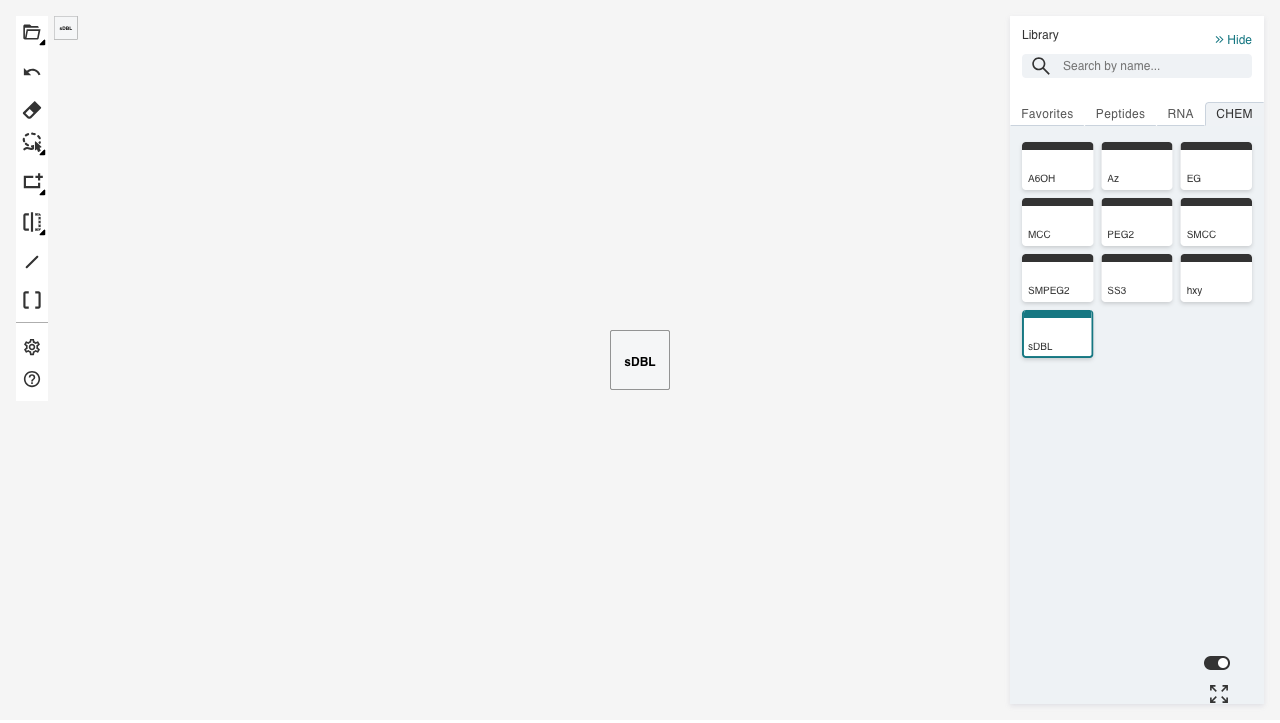 sDBL
Library
Hide
Search by name...
Favorites
Peptides
RNA
CHEM
A6OH
Az
EG
MCC
PEG2
SMCC
SMPEG2
SS3
hxy
sDBL
sDBL